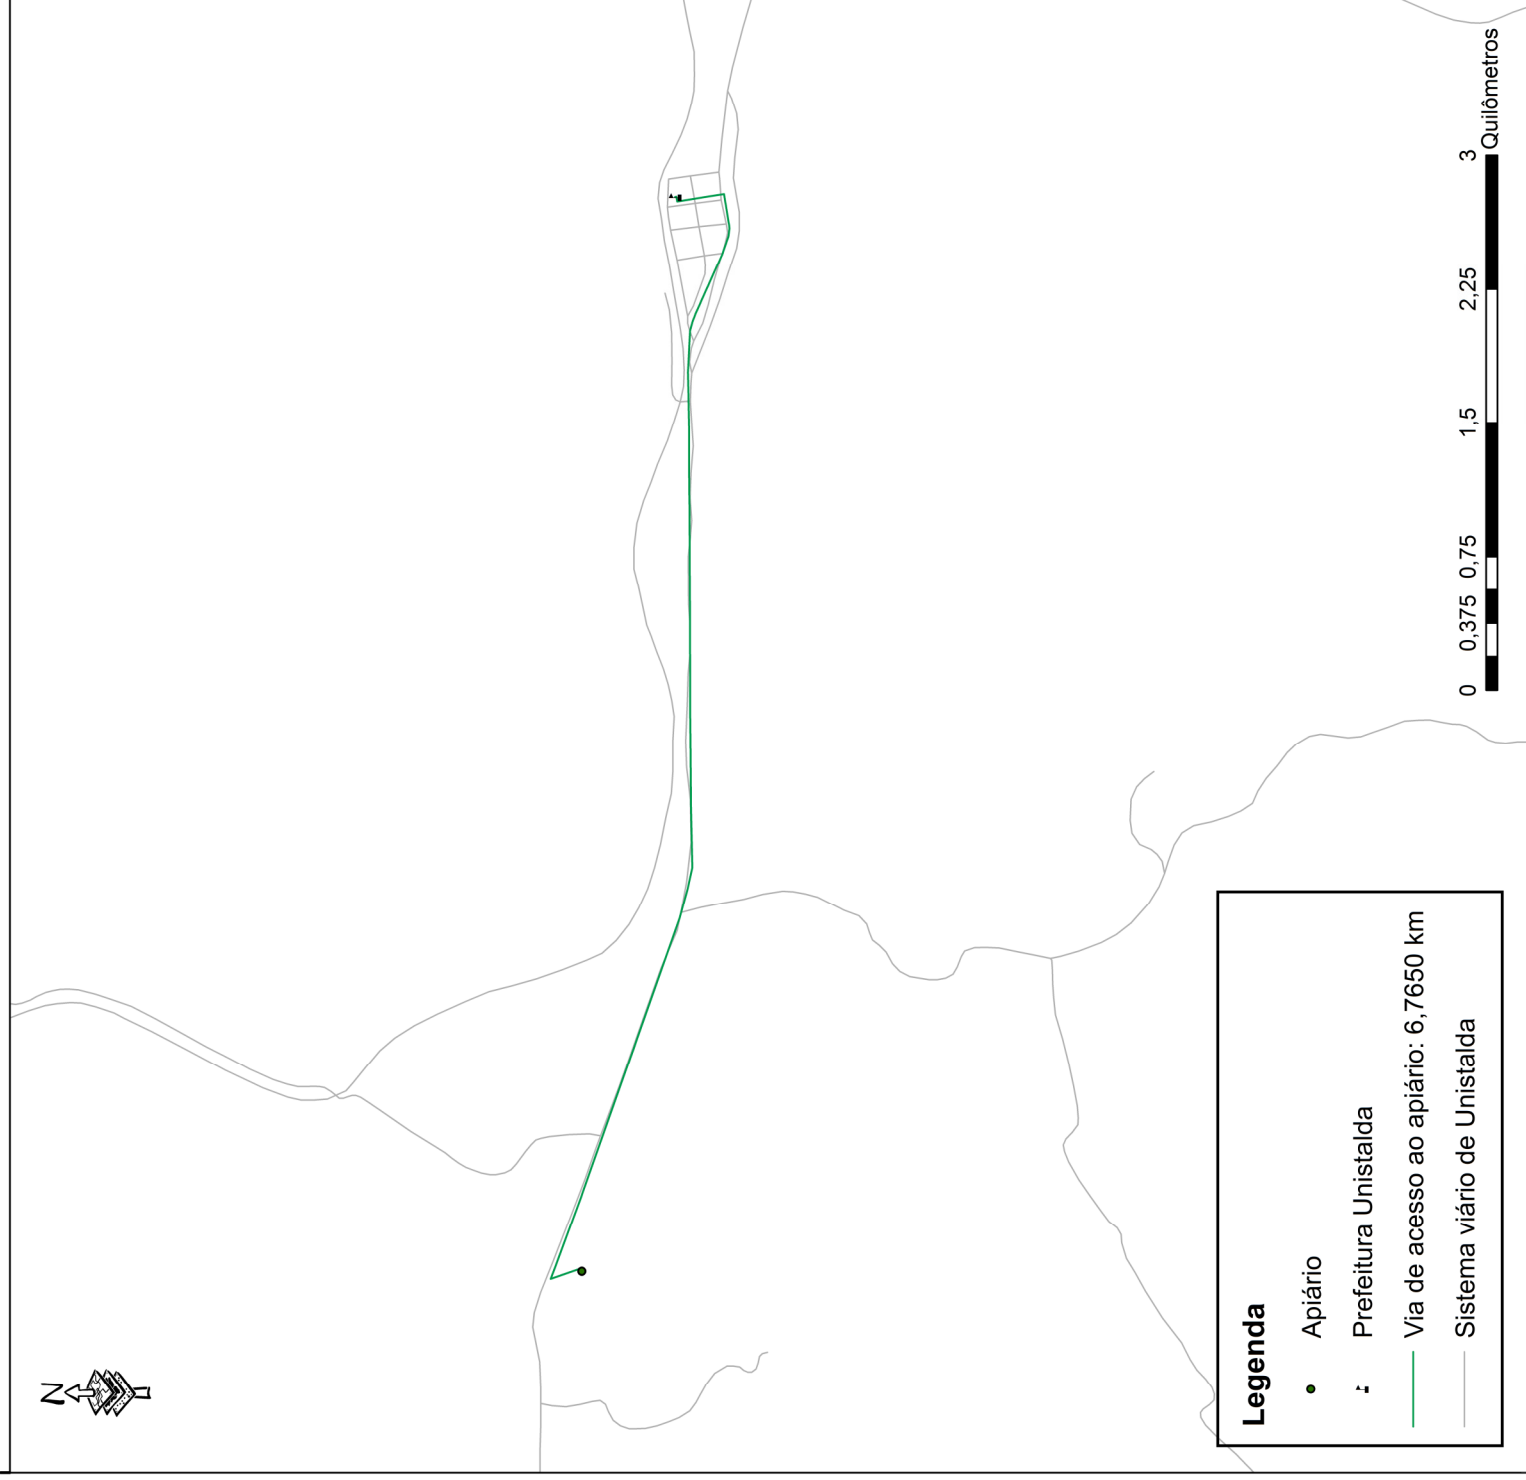 N
Legenda
Apiário
Prefeitura Unistalda
Via de acesso ao apiário: 6,7650 km
Sistema viário de Unistalda
0 0,375 0,75 1,5 2,25 3
Quilômetros